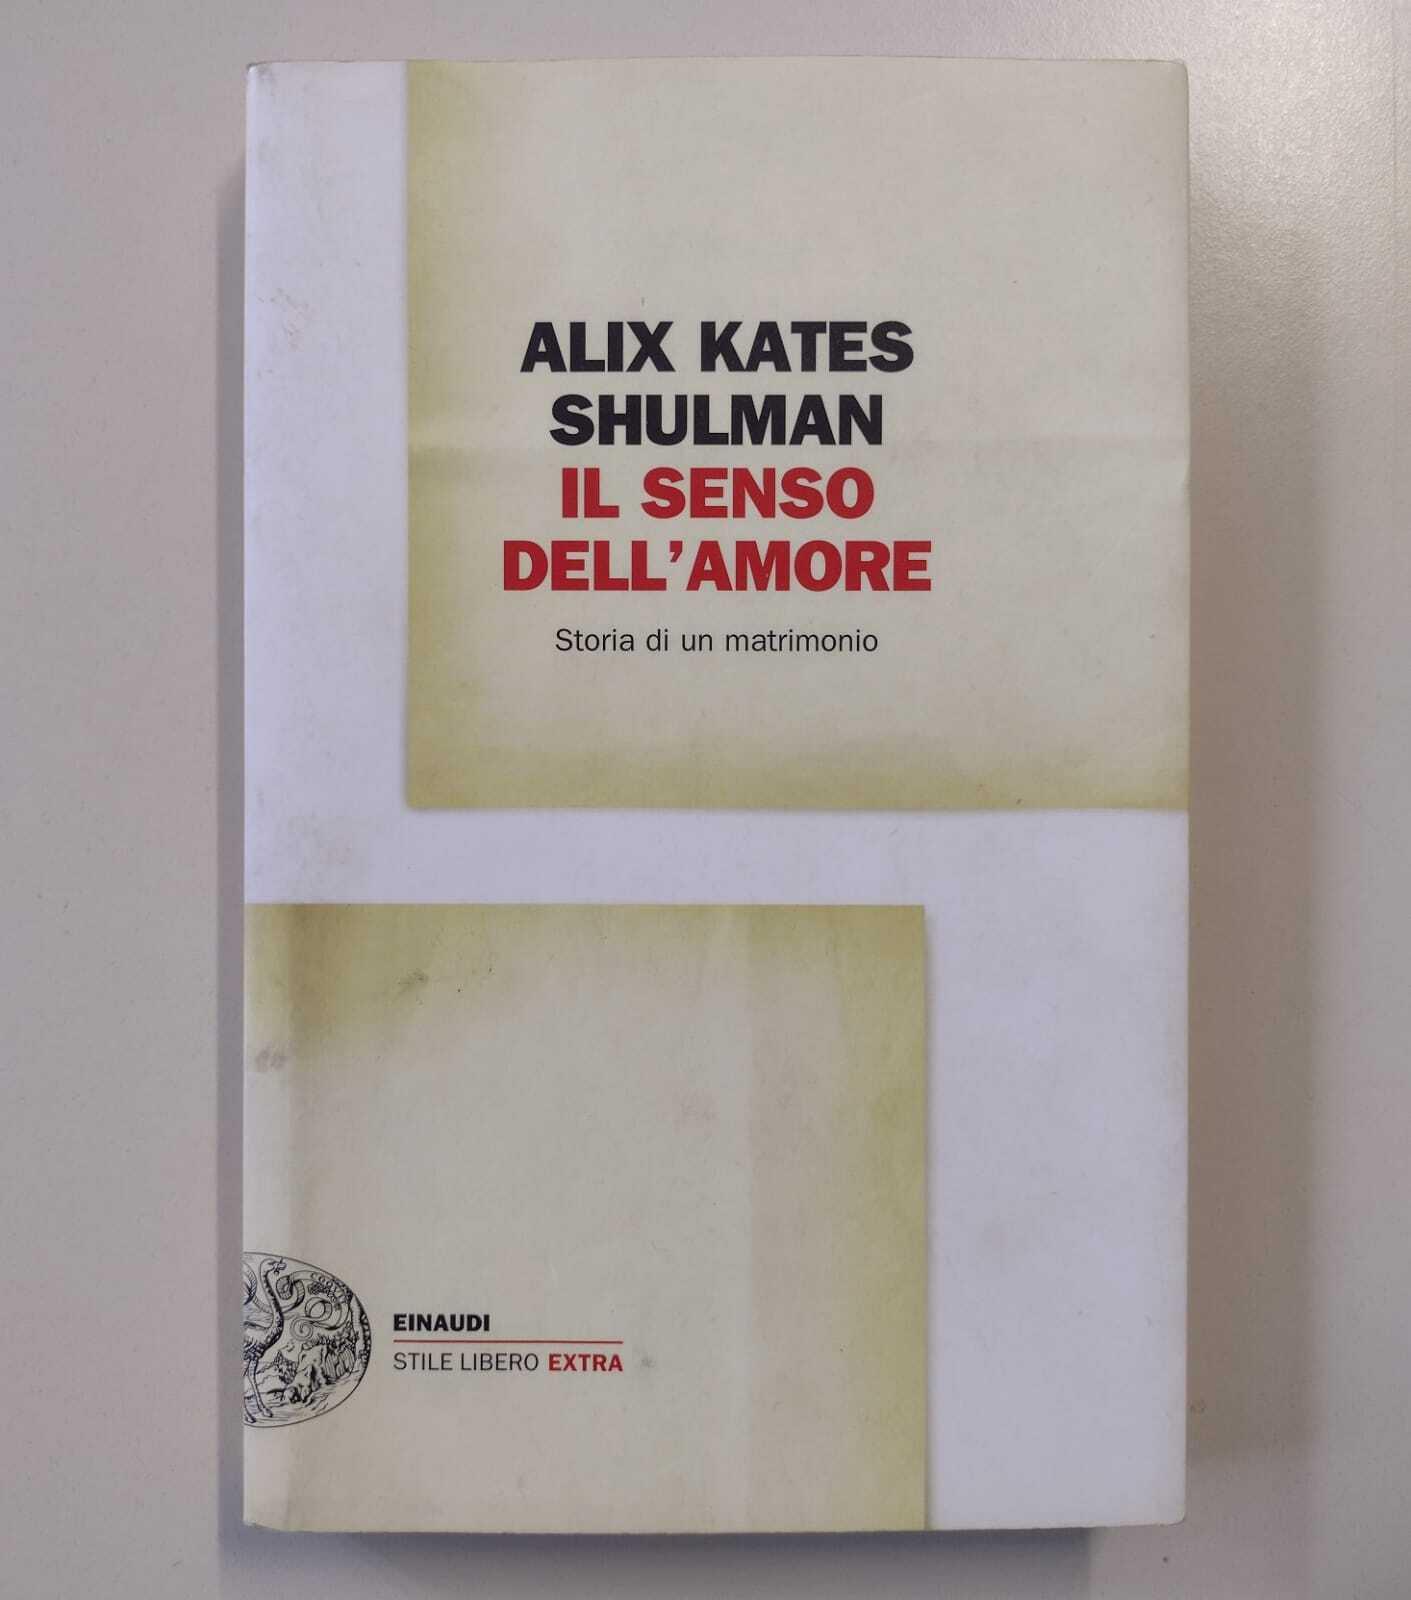 ALIX KATES
SHULMAN
IL SENSO
DELL'AMORE
Storia di un matrimonio
EINAUDI
STILE LIBERO EXTRA